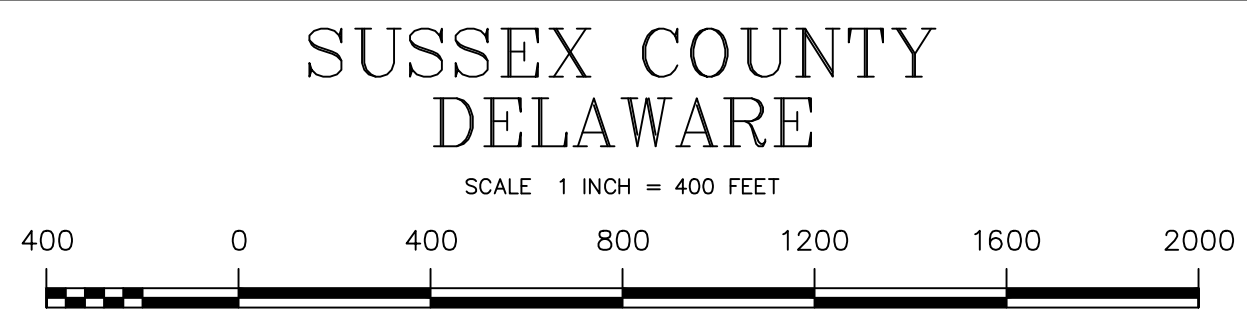 SUSSEX COUNTY
DELAWARE
SCALE 1 INCH = 400 FEET
400 0 400 800 1200 1600 2000